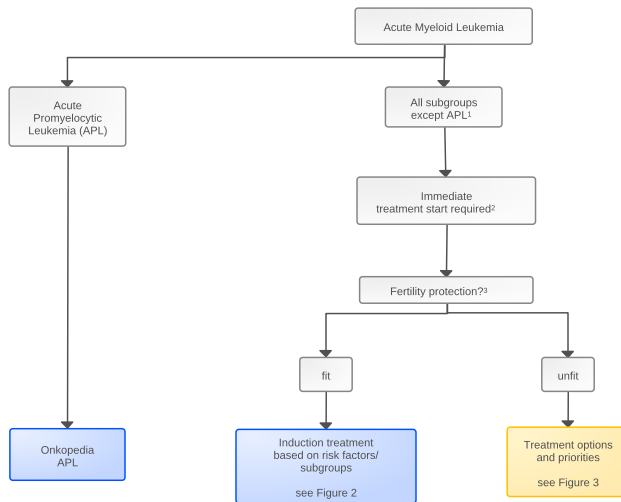 Acute Myeloid Leukemia
Acute
Promyelocytic
Leukemia (APL)
All subgroups
except APL¹
Immediate
treatment start required²
Fertility protection?³
fit
unfit
Onkopedia
APL
Induction treatment
based on risk factors/
subgroups
see Figure 2
Treatment options
and priorities
see Figure 3